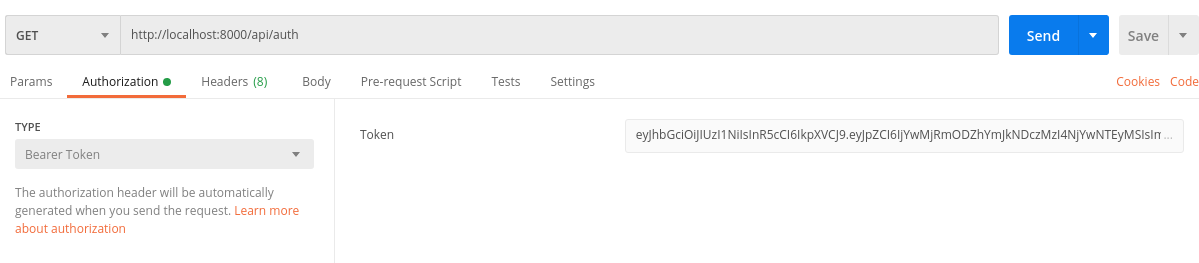 GET http://localhost:8000/api/auth Send Save
Params Authorization Headers (8) Body Pre-request Script Tests Settings Cookies Code
TYPE
Bearer Token
The authorization header will be automatically
generated when you send the request. Learn more
about authorization
Token eyJhbGciOiJIUzI1NiIsInR5cCI6IkpXVCJ9.eyJpZCI6IjYwMjRmODZhYmJkNDczMzI4NjYwNTEyMSIsIm ...